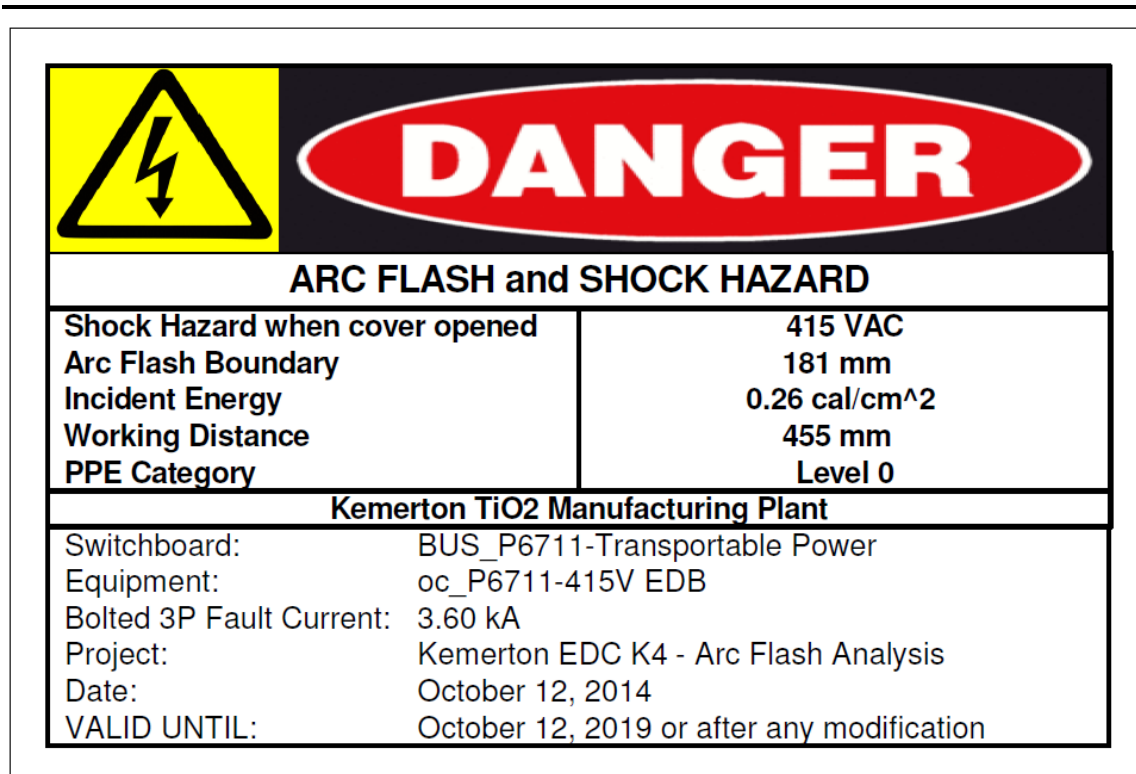 DANGER
ARC FLASH and SHOCK HAZARD
Shock Hazard when cover opened 415 VAC
Arc Flash Boundary 181 mm
Incident Energy 0.26 cal/cm^2
Working Distance 455 mm
PPE Category Level 0
Kemerton TiO2 Manufacturing Plant
Switchboard: BUS_P6711-Transportable Power
Equipment: oc_P6711-415V EDB
Bolted 3P Fault Current: 3.60 kA
Project: Kemerton EDC K4 - Arc Flash Analysis
Date: October 12, 2014
VALID UNTIL: October 12, 2019 or after any modification